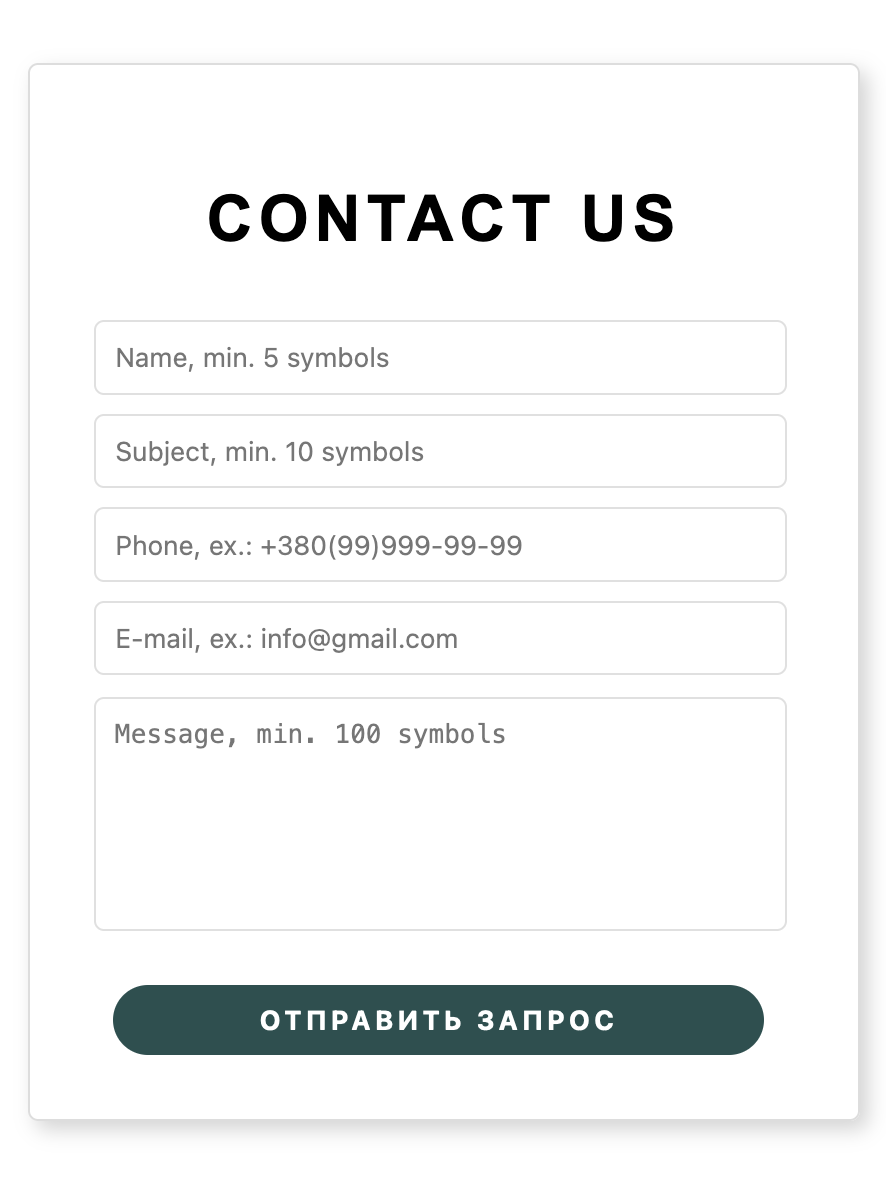 CONTACT US
Name, min. 5 symbols
Subject, min. 10 symbols
Phone, ex.: +380(99)999-99-99
E-mail, ex.: info@gmail.com
Message, min. 100 symbols
ОТПРАВИТЬ ЗАПРОС